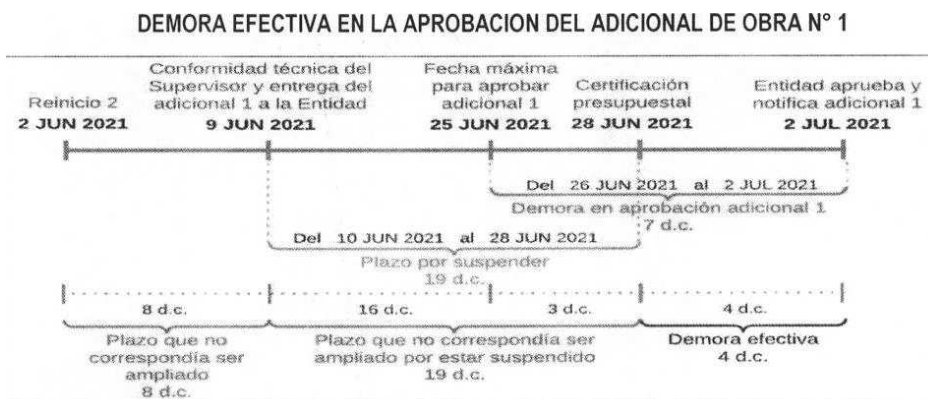 DEMORA EFECTIVA EN LA APROBACION DEL ADICIONAL DE OBRA N° 1
Reinicio 2
2 JUN 2021
Conformidad técnica del
Supervisor y entrega del
adicional 1 a la Entidad
9 JUN 2021
Fecha máxima
para aprobar
adicional 1
25 JUN 2021
Certificación
presupuestal
28 JUN 2021
Entidad aprueba y
notifica adicional 1
2 JUL 2021
Del 26 JUN 2021 al 2 JUL 2021
Demora en aprobación adicional 1
7 d.c.
Del 10 JUN 2021 al 28 JUN 2021
Plazo por suspender
19 d.c.
8 d.c.
16 d.c.
3 d.c.
4 d.c.
Plazo que no
correspondía ser
ampliado
8 d.c.
Plazo que no correspondía ser
ampliado por estar suspendido
19 d.c.
Demora efectiva
4 d.c.